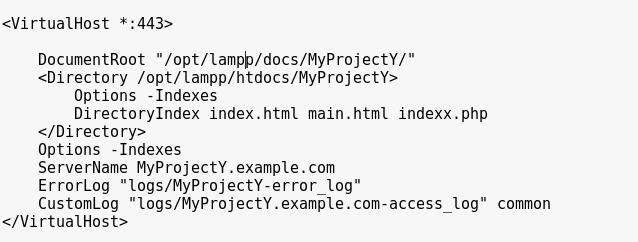 <VirtualHost *:443>
DocumentRoot "/opt/lampp/docs/MyProjectY/"
<Directory /opt/lampp/htdocs/MyProjectY>
Options -Indexes
DirectoryIndex index.html main.html indexx.php
</Directory>
Options -Indexes
ServerName MyProjectY.example.com
ErrorLog "logs/MyProjectY-error_log"
CustomLog "logs/MyProjectY.example.com-access_log" common
</VirtualHost>